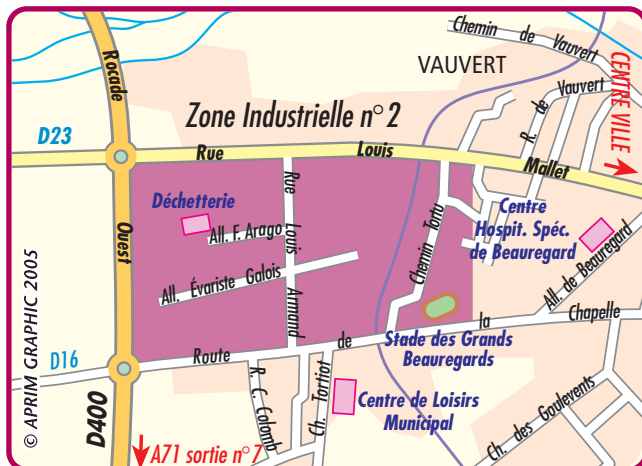 Chemin de Vauvert
VAUVERT
R. de Vauvert
CENTRE VILLE
Rocade
Ouest
Zone Industrielle n°2
D23
Rue Louis Mallet
Déchetterie
Rue Louis Armand
All. F. Arago
All. Évariste Galois
Chemin Tortu
Centre
Hospit. Spéc.
de Beauregard
All. de Beauregard
D16
Route de la Chapelle
Stade des Grands
Beauregards
R. C. Colomb
Ch. Tortiot
Centre de Loisirs
Municipal
Ch. des Goulevents
D400
A71 sortie n°7
© APRIM GRAPHIC 2005